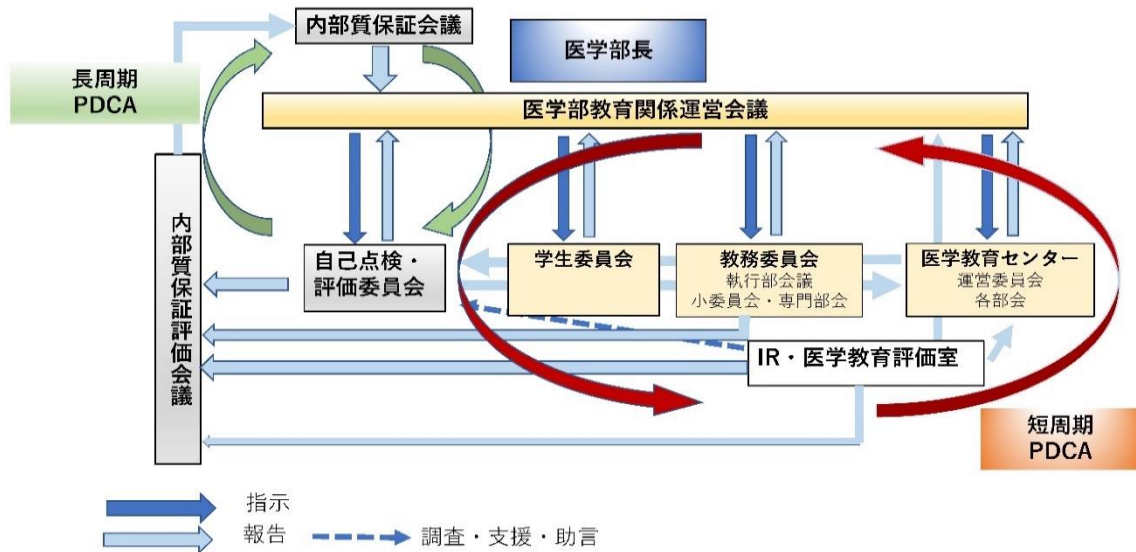 内部質保証会議
医学部長
長周期
PDCA
医学部教育関係運営会議
内部質保証評価会議
自己点検・
評価委員会
学生委員会
教務委員会
執行部会議
小委員会・専門部会
医学教育センター
運営委員会
各部会
IR・医学教育評価室
短周期
PDCA
指示
報告
調査・支援・助言